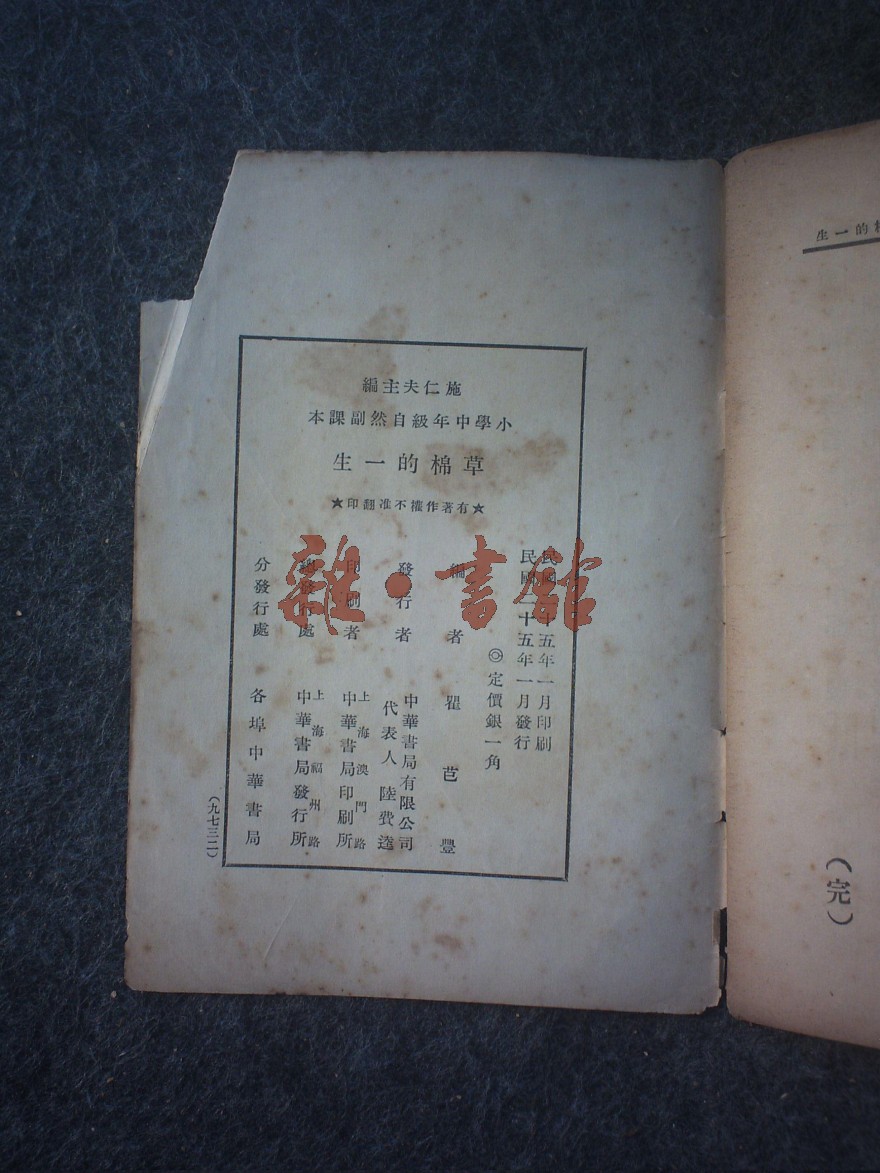 施仁夫主編
小學中年級自然副課本
草棉的一生
★有著作權不准翻印★
民國二十五年一月印刷
民國二十五年一月發行
◎定價銀一角
編者 瞿芑豐
發行者 中華書局有限公司
代表人 陸費逵
印刷者 上海澳門路
中華書局印刷所
總發行處 上海福州路
中華書局發行所
分發行處 各埠中華書局
(九七三二)
雜·書館
的一生
(完)